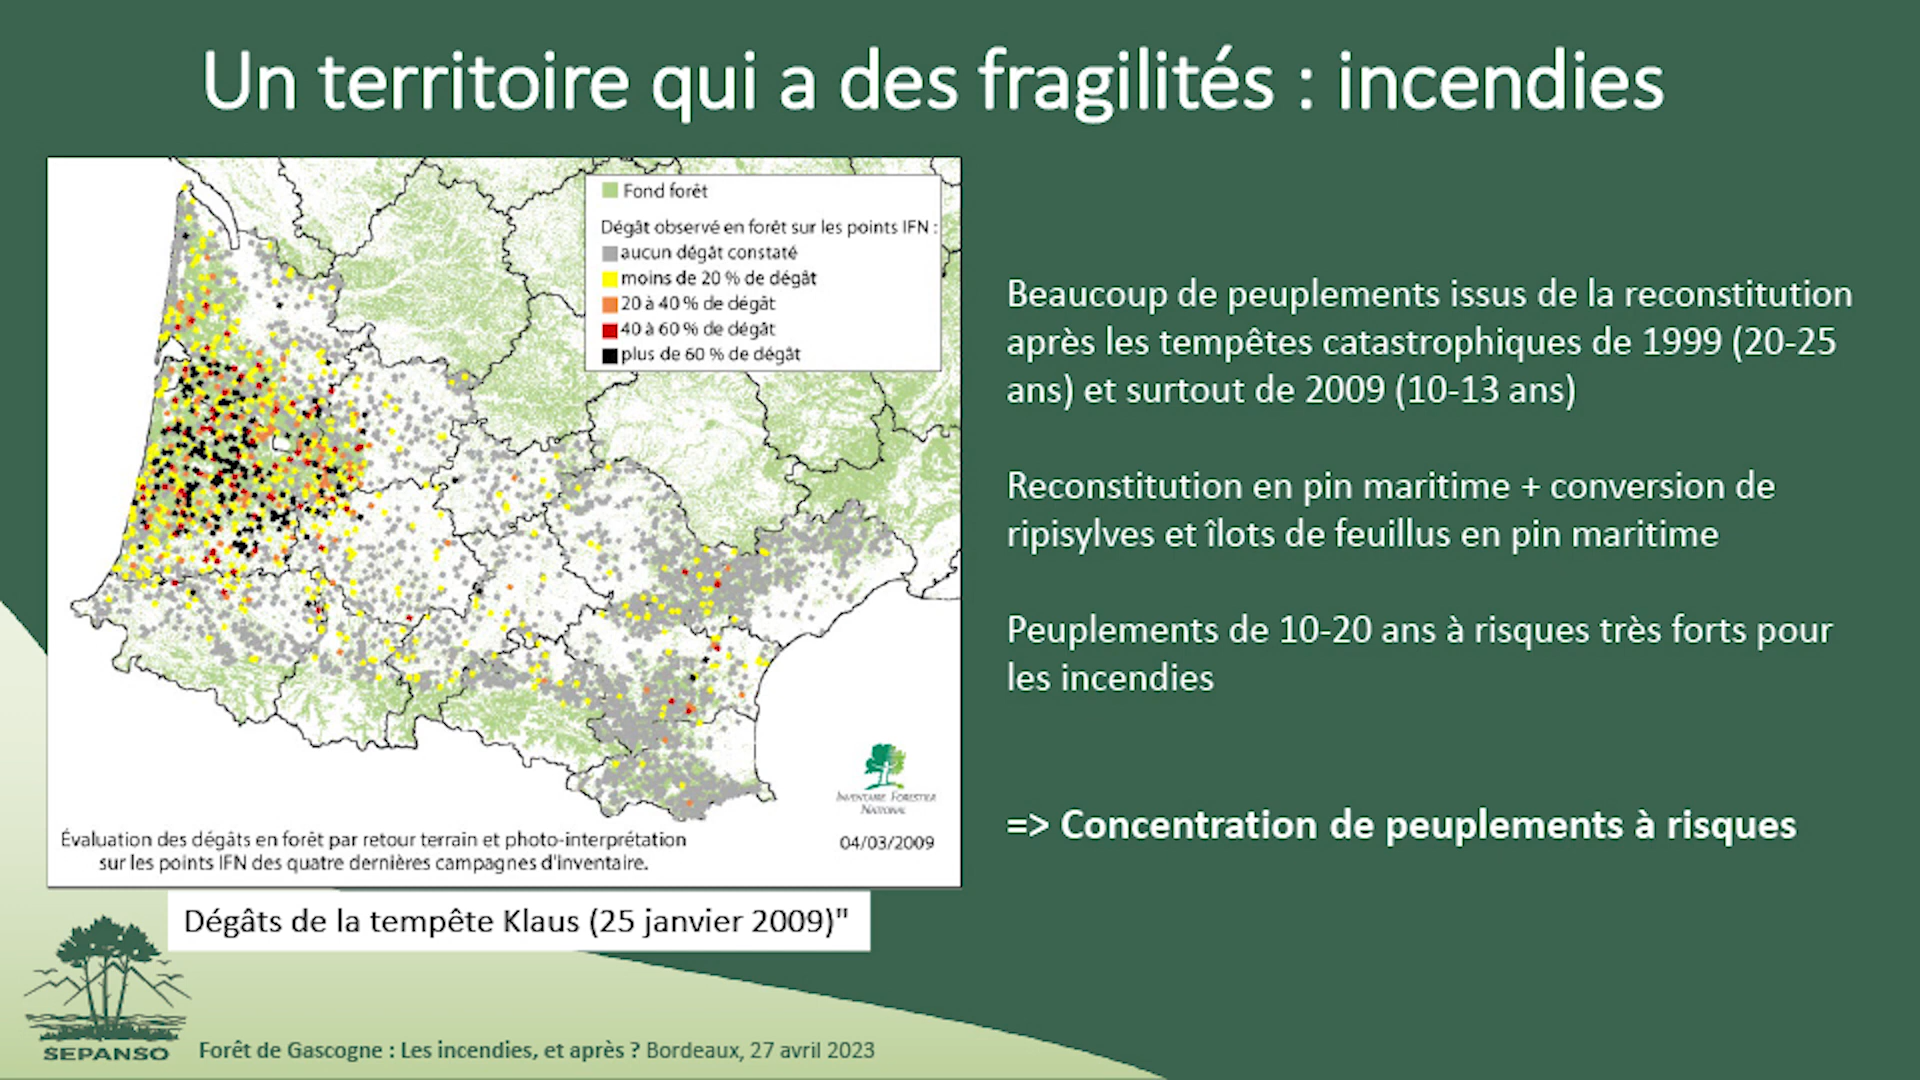 Un territoire qui a des fragilités : incendies
Fond forêt
Dégât observé en forêt sur les points IFN :
aucun dégât constaté
moins de 20 % de dégât
20 à 40 % de dégât
40 à 60 % de dégât
plus de 60 % de dégât
INVENTAIRE FORESTIER
NATIONAL
Évaluation des dégâts en forêt par retour terrain et photo-interprétation
sur les points IFN des quatre dernières campagnes d'inventaire.
04/03/2009
Dégâts de la tempête Klaus (25 janvier 2009)"
Beaucoup de peuplements issus de la reconstitution
après les tempêtes catastrophiques de 1999 (20-25
ans) et surtout de 2009 (10-13 ans)
Reconstitution en pin maritime + conversion de
ripisylves et îlots de feuillus en pin maritime
Peuplements de 10-20 ans à risques très forts pour
les incendies
=> Concentration de peuplements à risques
SEPANSO
Forêt de Gascogne : Les incendies, et après ? Bordeaux, 27 avril 2023